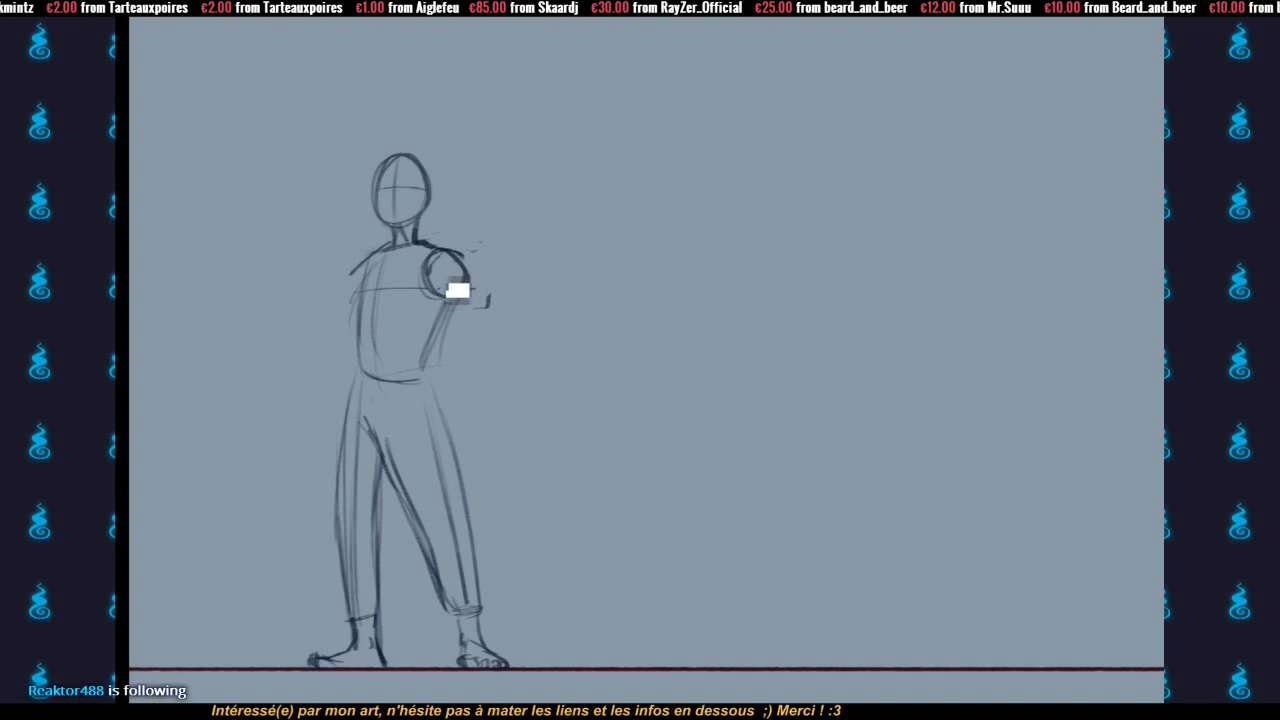 kmintz €2.00 from Tarteauxpoires €2.00 from Tarteauxpoires €1.00 from Aiglefeu €85.00 from Skaardj €30.00 from RayZer_Official €25.00 from beard_and_beer €12.00 from Mr.Suuu €10.00 from Beard_and_beer €10.00 from
Reaktor488 is following
Intéressé(e) par mon art, n'hésite pas à mater les liens et les infos en dessous ;) Merci ! :3